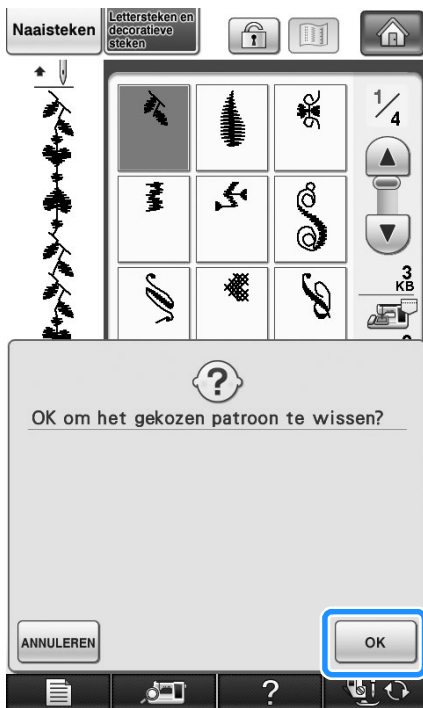 Naaisteken
Lettersteken en
decoratieve
steken
1/4
3
KB
OK om het gekozen patroon te wissen?
ANNULEREN
OK
?